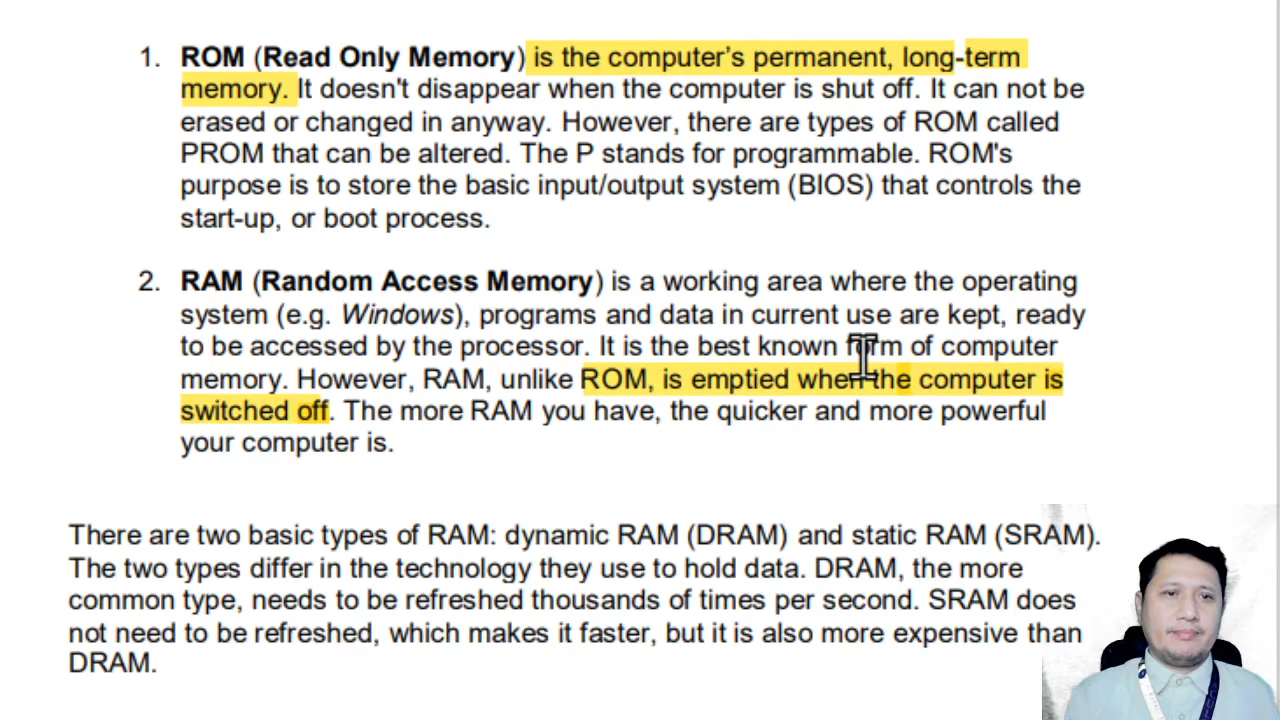 1. ROM (Read Only Memory) is the computer's permanent, long-term
memory. It doesn't disappear when the computer is shut off. It can not be
erased or changed in anyway. However, there are types of ROM called
PROM that can be altered. The P stands for programmable. ROM's
purpose is to store the basic input/output system (BIOS) that controls the
start-up, or boot process.
2. RAM (Random Access Memory) is a working area where the operating
system (e.g. Windows), programs and data in current use are kept, ready
to be accessed by the processor. It is the best known form of computer
memory. However, RAM, unlike ROM, is emptied when the computer is
switched off. The more RAM you have, the quicker and more powerful
your computer is.
There are two basic types of RAM: dynamic RAM (DRAM) and static RAM (SRAM).
The two types differ in the technology they use to hold data. DRAM, the more
common type, needs to be refreshed thousands of times per second. SRAM does
not need to be refreshed, which makes it faster, but it is also more expensive than
DRAM.